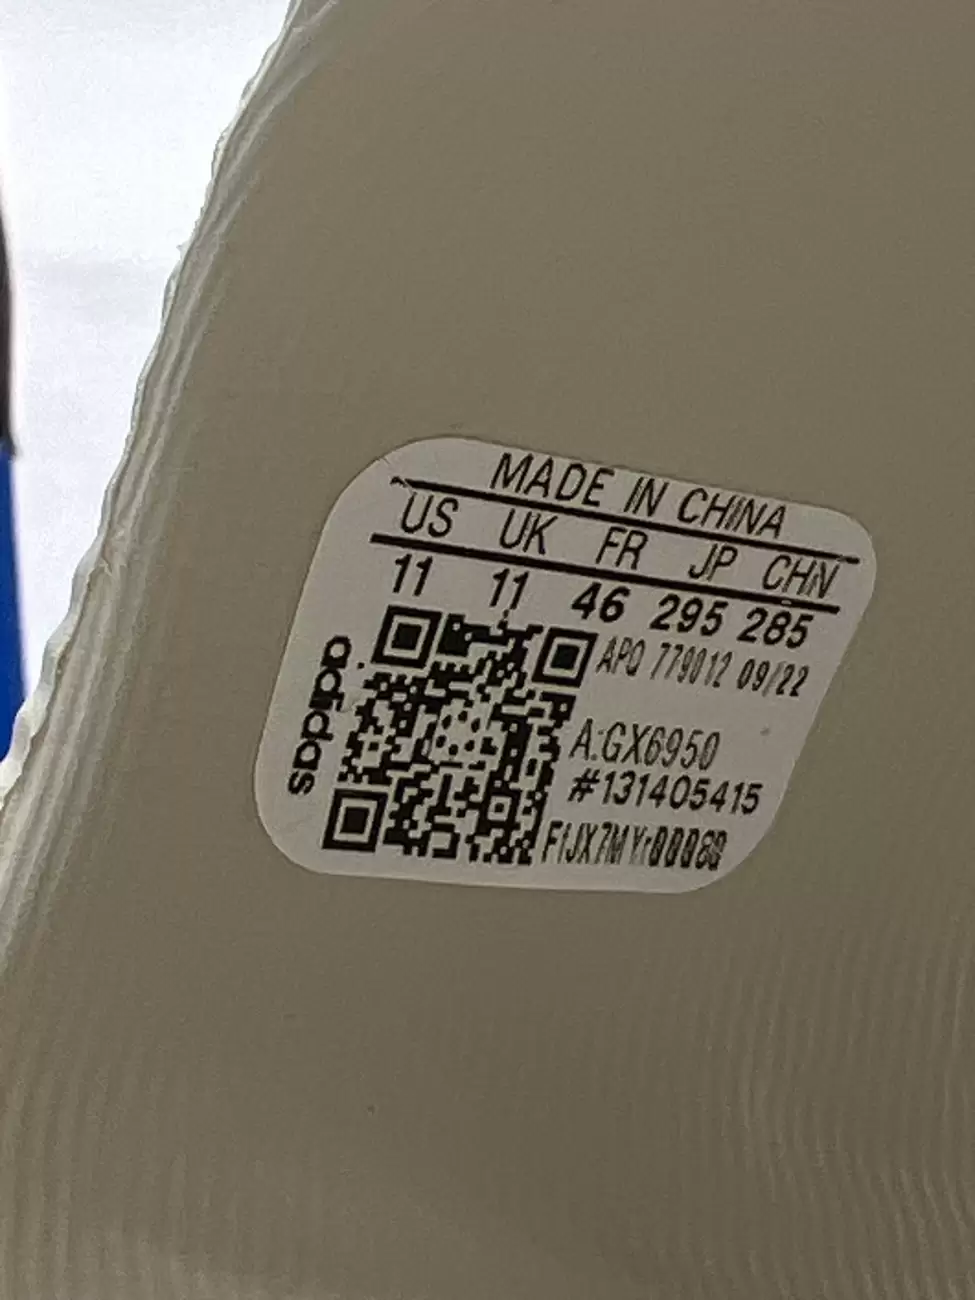 MADE IN CHINA
US UK FR JP CHN
11 11 46 295 285
APQ 779012 09/22
A:GX6950
#131405415
adidas